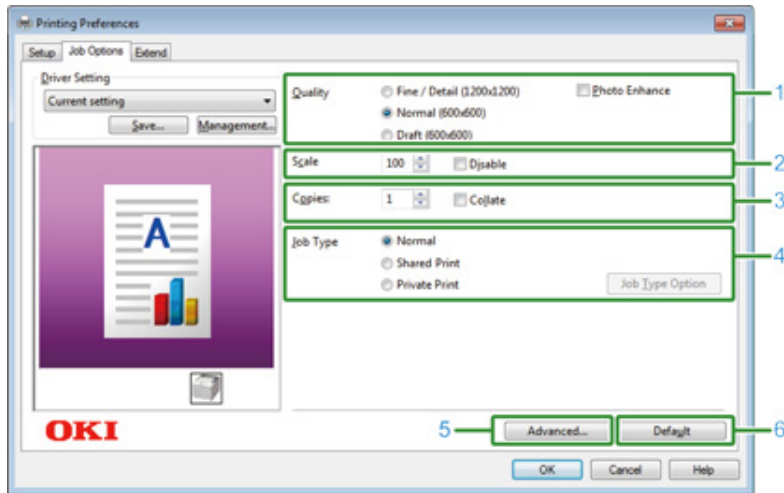 Printing Preferences
Setup Job Options Extend
Driver Setting
Current setting
Save... Management...
Quality Fine / Detail (1200x1200) Photo Enhance 1
Normal (600x600)
Draft (600x600)
Scale 100 Disable 2
Copies: 1 Collate 3
Job Type Normal 4
Shared Print
Private Print Job Type Option
A
OKI
5 Advanced... Default 6
OK Cancel Help